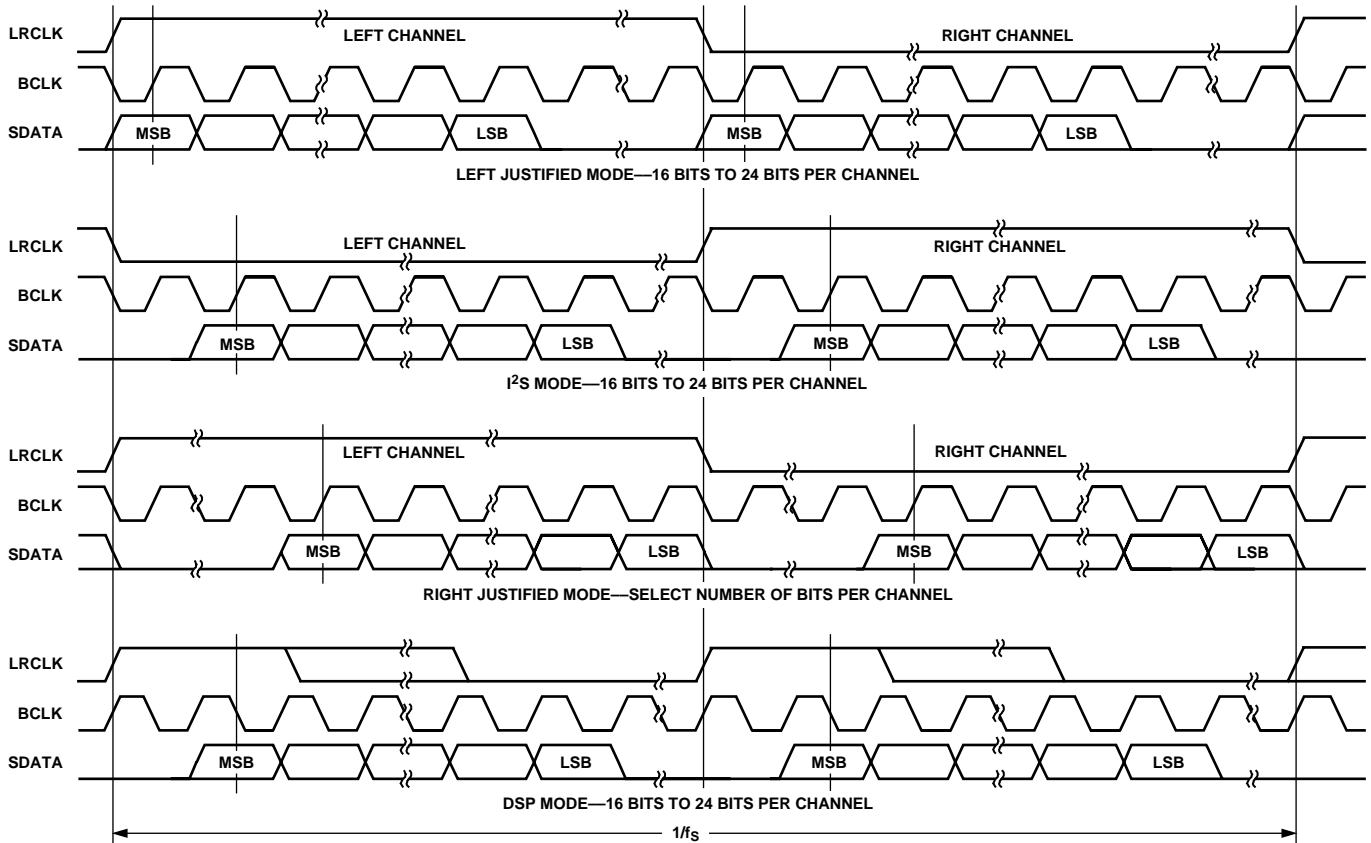 LRCLK
LEFT CHANNEL
RIGHT CHANNEL
BCLK
SDATA
MSB
LSB
MSB
LSB
LEFT JUSTIFIED MODE—16 BITS TO 24 BITS PER CHANNEL
LRCLK
LEFT CHANNEL
RIGHT CHANNEL
BCLK
SDATA
MSB
LSB
MSB
LSB
I²S MODE—16 BITS TO 24 BITS PER CHANNEL
LRCLK
LEFT CHANNEL
RIGHT CHANNEL
BCLK
SDATA
MSB
LSB
MSB
LSB
RIGHT JUSTIFIED MODE—SELECT NUMBER OF BITS PER CHANNEL
LRCLK
BCLK
SDATA
MSB
LSB
MSB
LSB
DSP MODE—16 BITS TO 24 BITS PER CHANNEL
1/fS